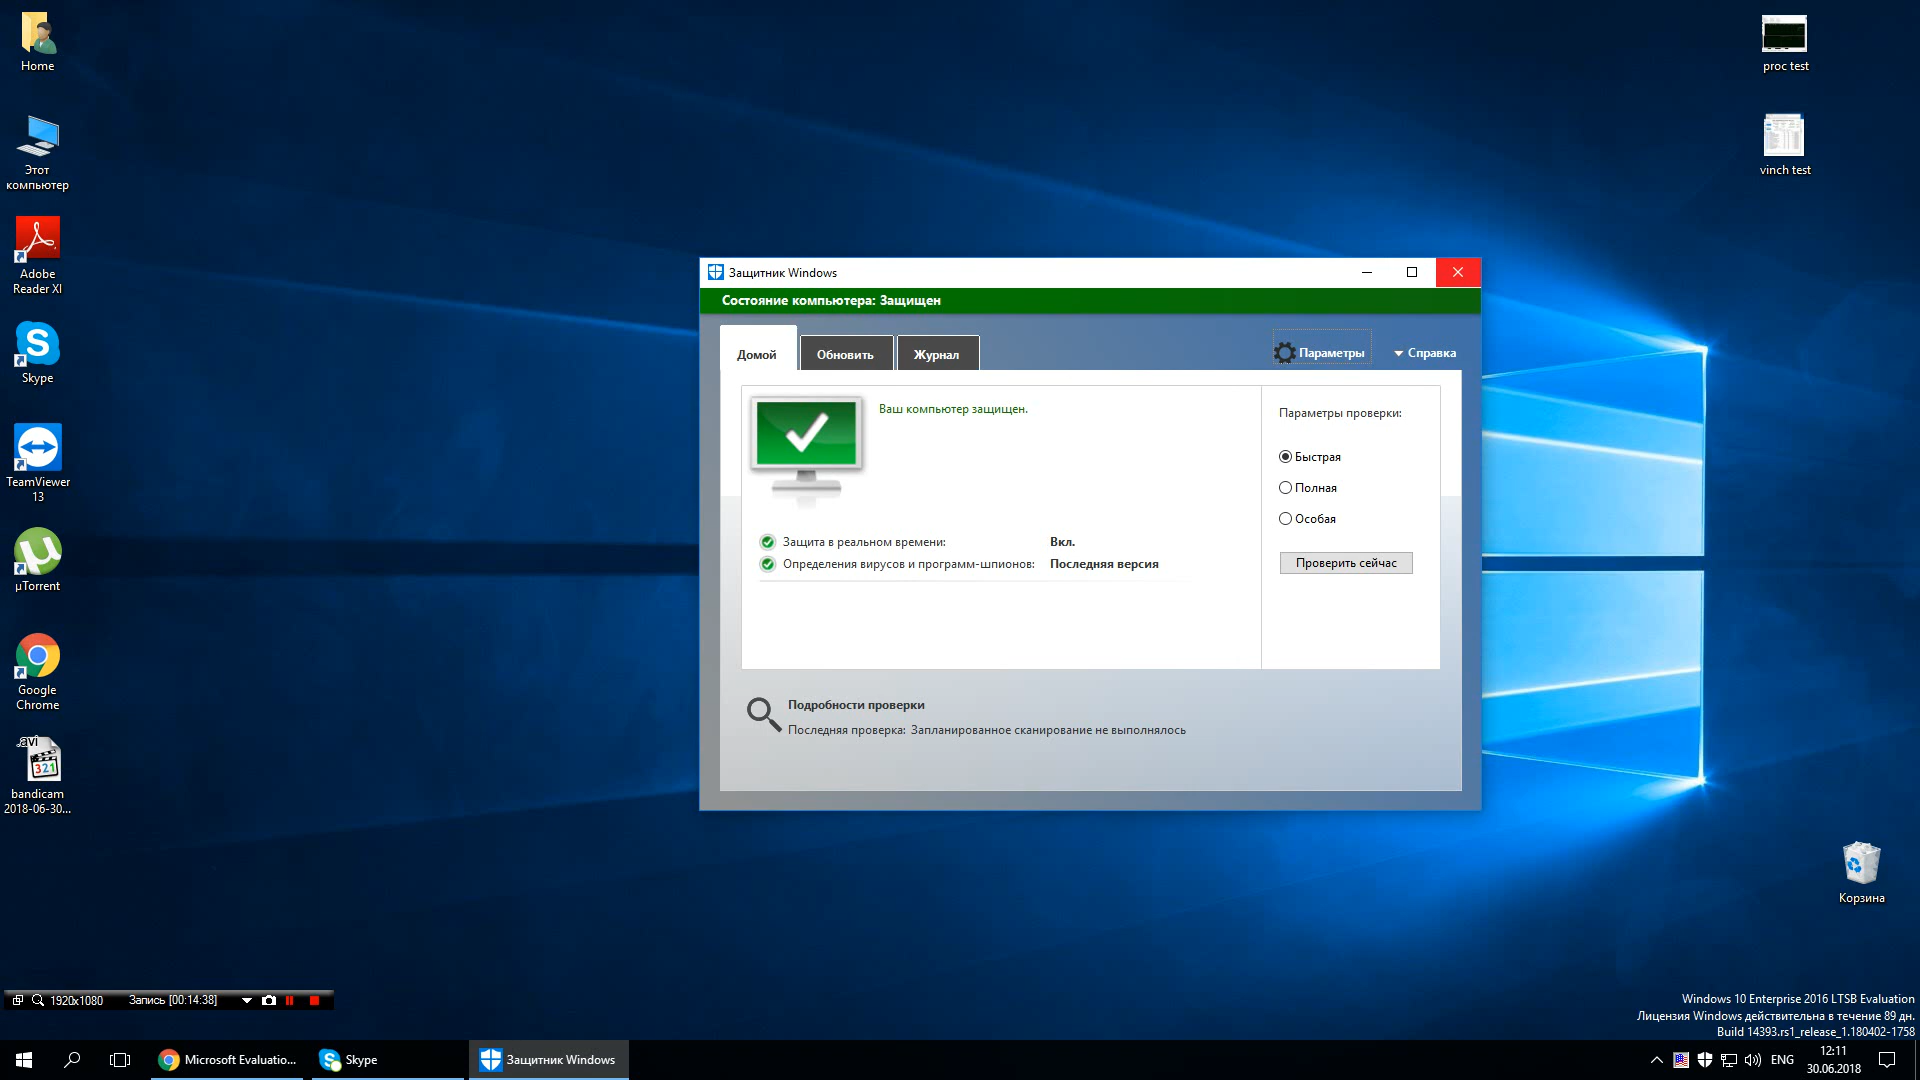 Home
Этот
компьютер
Adobe
Reader XI
Skype
TeamViewer
13
µTorrent
Google
Chrome
.avi
321
bandicam
2018-06-30...
proc test
vinch test
Защитник Windows
Состояние компьютера: Защищен
Домой
Обновить
Журнал
Параметры
Справка
Ваш компьютер защищен.
Защита в реальном времени: Вкл.
Определения вирусов и программ-шпионов: Последняя версия
Параметры проверки:
Быстрая
Полная
Особая
Проверить сейчас
Подробности проверки
Последняя проверка: Запланированное сканирование не выполнялось
Корзина
1920x1080 Запись [00:14:38]
Windows 10 Enterprise 2016 LTSB Evaluation
Лицензия Windows действительна в течение 89 дн.
Build 14393.rs1_release_1.180402-1758
Microsoft Evaluatio...
Skype
Защитник Windows
ENG
12:11
30.06.2018